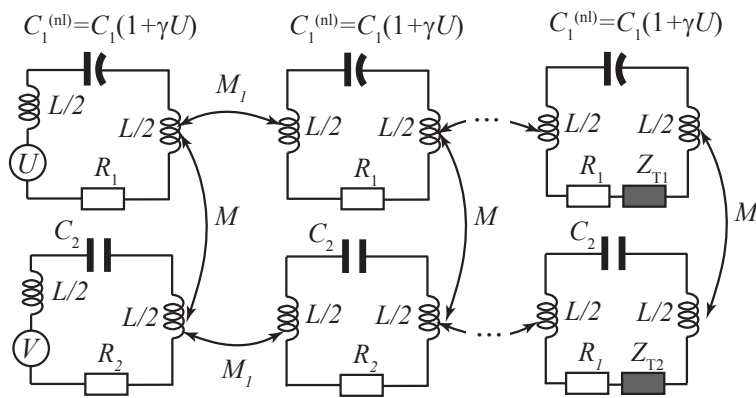 C₁⁽ⁿˡ⁾=C₁(1+γU) C₁⁽ⁿˡ⁾=C₁(1+γU) C₁⁽ⁿˡ⁾=C₁(1+γU)
L/2 L/2 M₁ L/2 L/2 ... L/2 L/2
U R₁ R₁ R₁ Z_T1
M M M
C₂ C₂ C₂
L/2 L/2 L/2 L/2 ... L/2 L/2
V R₂ M₁ R₂ R₁ Z_T2